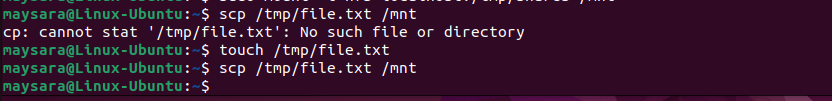 maysara@Linux-Ubuntu:~$ scp /tmp/file.txt /mnt
cp: cannot stat '/tmp/file.txt': No such file or directory
maysara@Linux-Ubuntu:~$ touch /tmp/file.txt
maysara@Linux-Ubuntu:~$ scp /tmp/file.txt /mnt
maysara@Linux-Ubuntu:~$